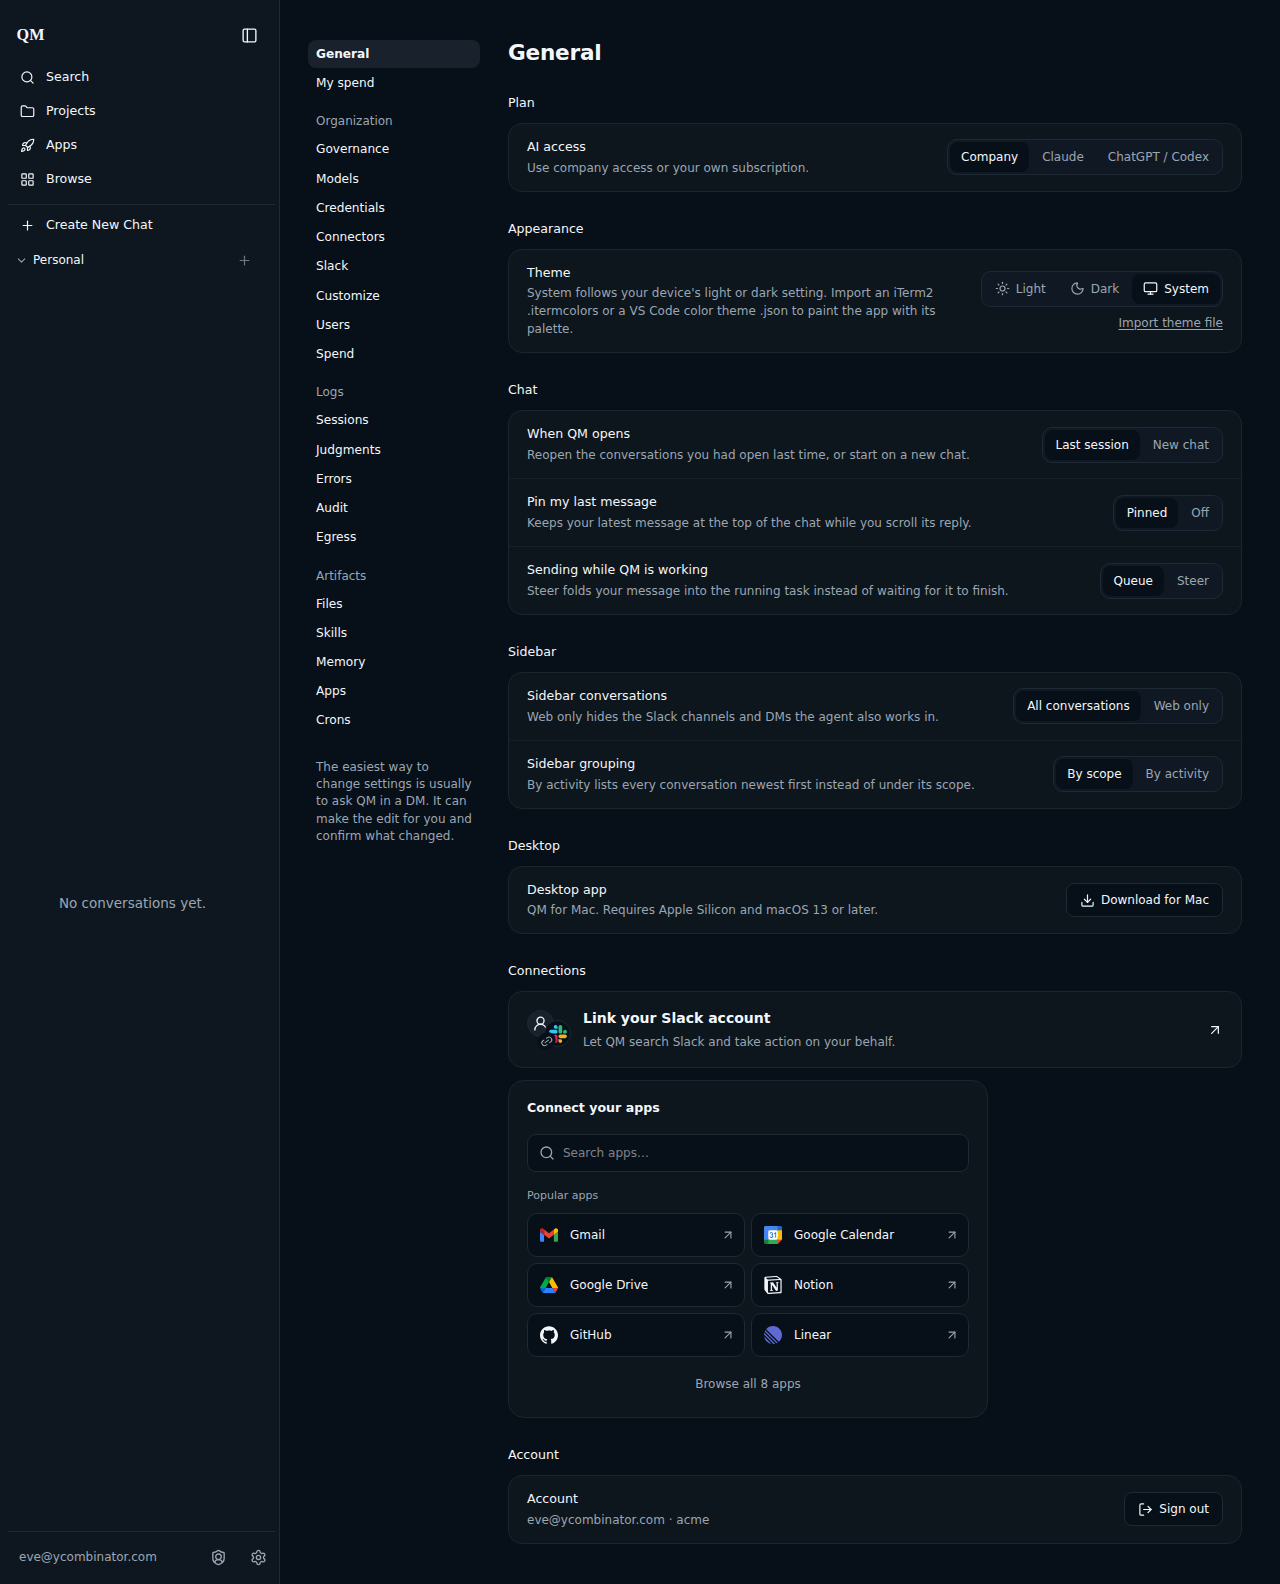 QM
Search
Projects
Apps
Browse
Create New Chat
Personal
No conversations yet.
eve@ycombinator.com
General
My spend
Organization
Governance
Models
Credentials
Connectors
Slack
Customize
Users
Spend
Logs
Sessions
Judgments
Errors
Audit
Egress
Artifacts
Files
Skills
Memory
Apps
Crons
The easiest way to
change settings is usually
to ask QM in a DM. It can
make the edit for you and
confirm what changed.
General
Plan
AI access
Use company access or your own subscription.
Company Claude ChatGPT / Codex
Appearance
Theme
System follows your device's light or dark setting. Import an iTerm2
.itermcolors or a VS Code color theme .json to paint the app with its
palette.
Light Dark System
Import theme file
Chat
When QM opens
Reopen the conversations you had open last time, or start on a new chat.
Last session New chat
Pin my last message
Keeps your latest message at the top of the chat while you scroll its reply.
Pinned Off
Sending while QM is working
Steer folds your message into the running task instead of waiting for it to finish.
Queue Steer
Sidebar
Sidebar conversations
Web only hides the Slack channels and DMs the agent also works in.
All conversations Web only
Sidebar grouping
By activity lists every conversation newest first instead of under its scope.
By scope By activity
Desktop
Desktop app
QM for Mac. Requires Apple Silicon and macOS 13 or later.
Download for Mac
Connections
Link your Slack account
Let QM search Slack and take action on your behalf.
Connect your apps
Search apps...
Popular apps
Gmail
31
Google Calendar
Google Drive
Notion
GitHub
Linear
Browse all 8 apps
Account
Account
eve@ycombinator.com · acme
Sign out